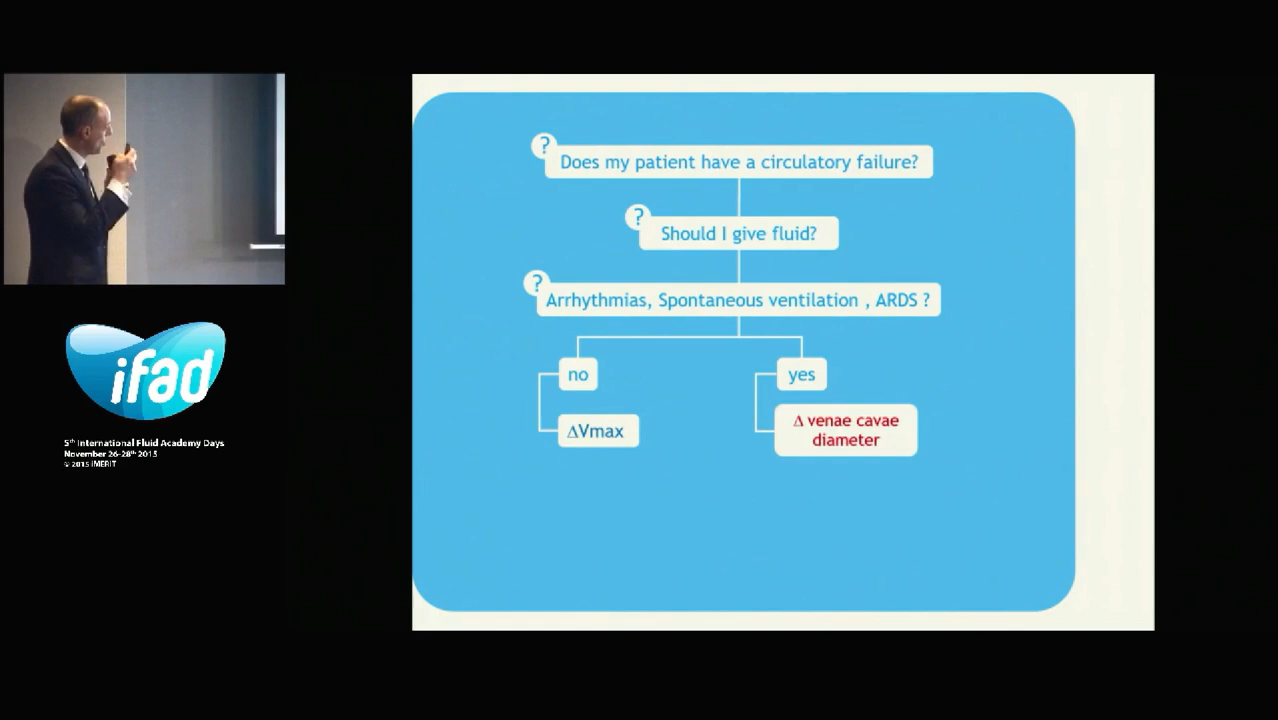 ?
Does my patient have a circulatory failure?
?
Should I give fluid?
?
Arrhythmias, Spontaneous ventilation , ARDS ?
no
yes
ΔVmax
Δ venae cavae
diameter
ifad
5th International Fluid Academy Days
November 26-28th 2015
© 2015 iMERIT